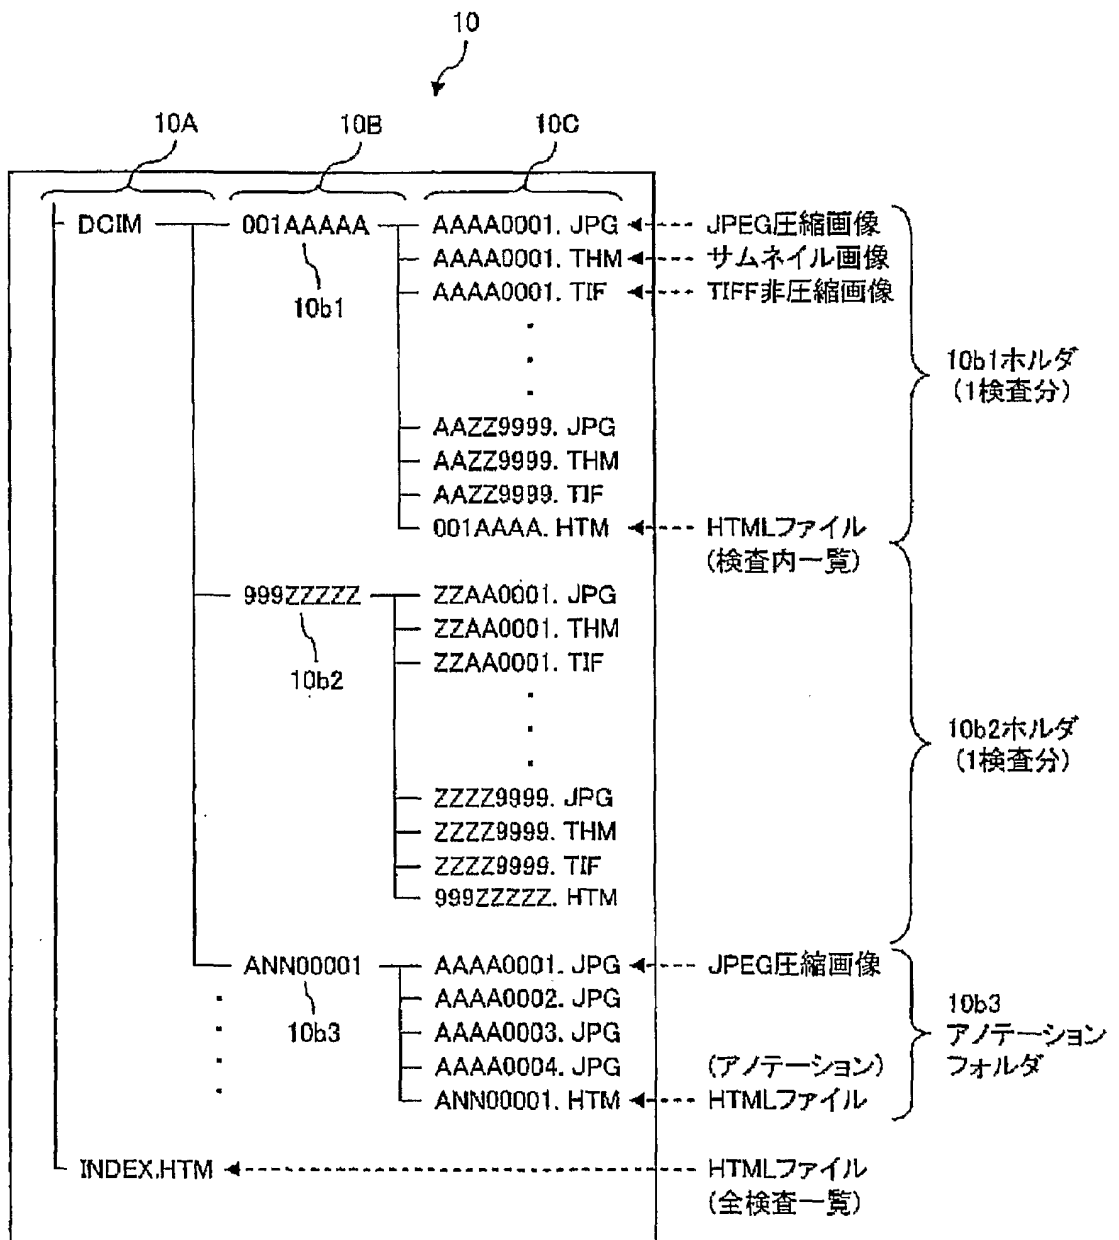 10
10A 10B 10C
DCIM 001AAAAA AAAA0001. JPG JPEG圧縮画像
AAAA0001. THM サムネイル画像
10b1 AAAA0001. TIF TIFF非圧縮画像
10b1ホルダ
(1検査分)
AAZZ9999. JPG
AAZZ9999. THM
AAZZ9999. TIF
001AAAA. HTM HTMLファイル
(検査内一覧)
999ZZZZZ ZZAA0001. JPG
ZZAA0001. THM
10b2 ZZAA0001. TIF
10b2ホルダ
(1検査分)
ZZZZ9999. JPG
ZZZZ9999. THM
ZZZZ9999. TIF
999ZZZZZ. HTM
ANN00001 AAAA0001. JPG JPEG圧縮画像
10b3 AAAA0002. JPG
AAAA0003. JPG
AAAA0004. JPG (アノテーション)
ANN00001. HTM HTMLファイル
10b3
アノテーション
フォルダ
INDEX.HTM HTMLファイル
(全検査一覧)